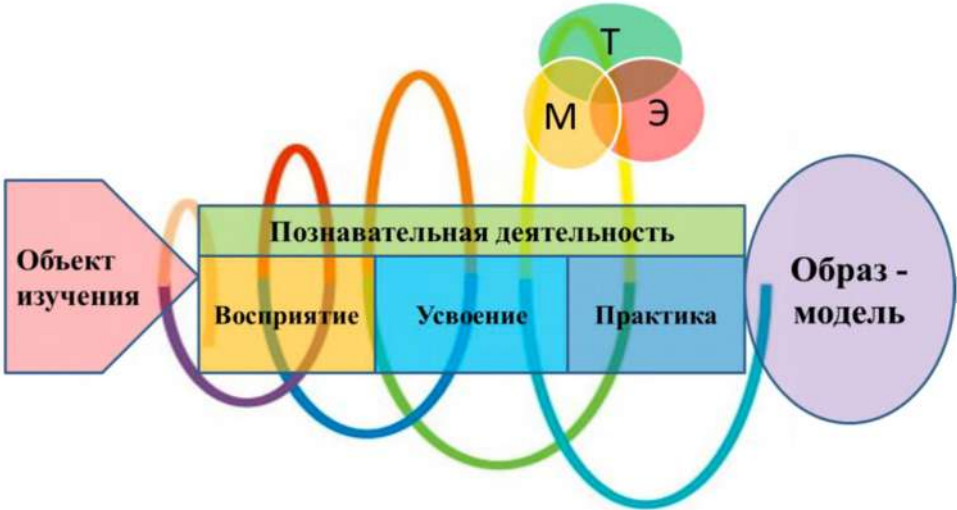 Т
М
Э
Познавательная деятельность
Объект
изучения
Восприятие
Усвоение
Практика
Образ -
модель